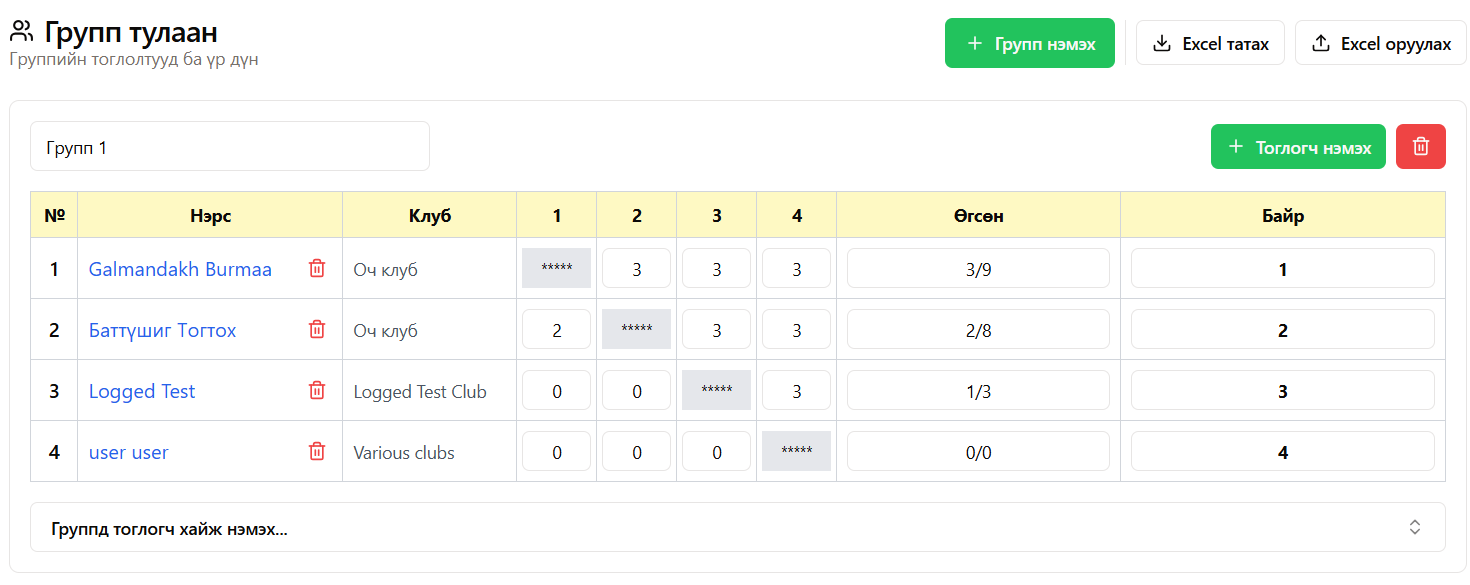 Групп тулаан
Группийн тоглолтууд ба үр дүн
Групп нэмэх
Excel татах
Excel оруулах
Групп 1
Тоглогч нэмэх
№ Нэрс Клуб 1 2 3 4 Өгсөн Байр
1 Galmandakh Burmaa Оч клуб ***** 3 3 3 3/9 1
2 Баттүшиг Тогтох Оч клуб 2 ***** 3 3 2/8 2
3 Logged Test Logged Test Club 0 0 ***** 3 1/3 3
4 user user Various clubs 0 0 0 ***** 0/0 4
Группд тоглогч хайж нэмэх...